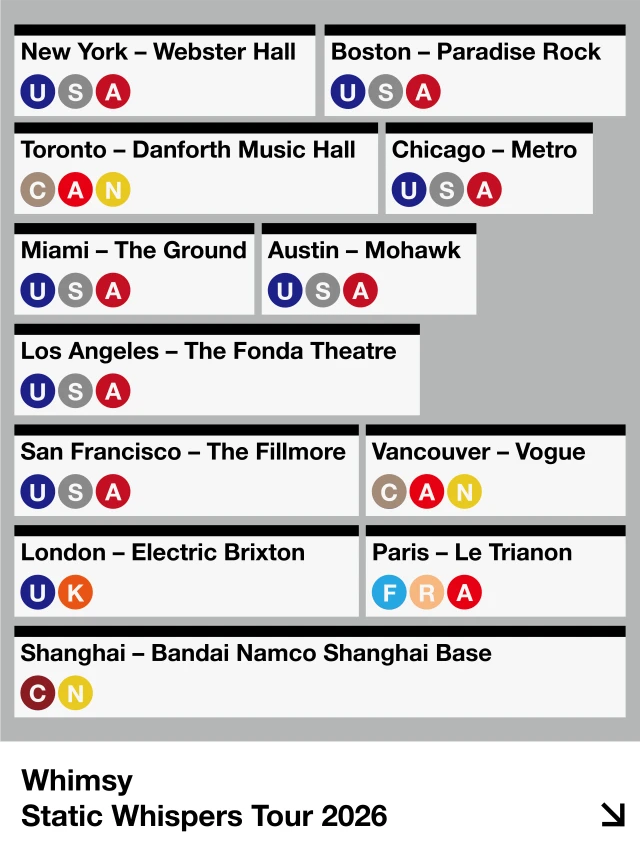 New York – Webster Hall
U S A
Boston – Paradise Rock
U S A
Toronto – Danforth Music Hall
C A N
Chicago – Metro
U S A
Miami – The Ground
U S A
Austin – Mohawk
U S A
Los Angeles – The Fonda Theatre
U S A
San Francisco – The Fillmore
U S A
Vancouver – Vogue
C A N
London – Electric Brixton
U K
Paris – Le Trianon
F R A
Shanghai – Bandai Namco Shanghai Base
C N
Whimsy
Static Whispers Tour 2026